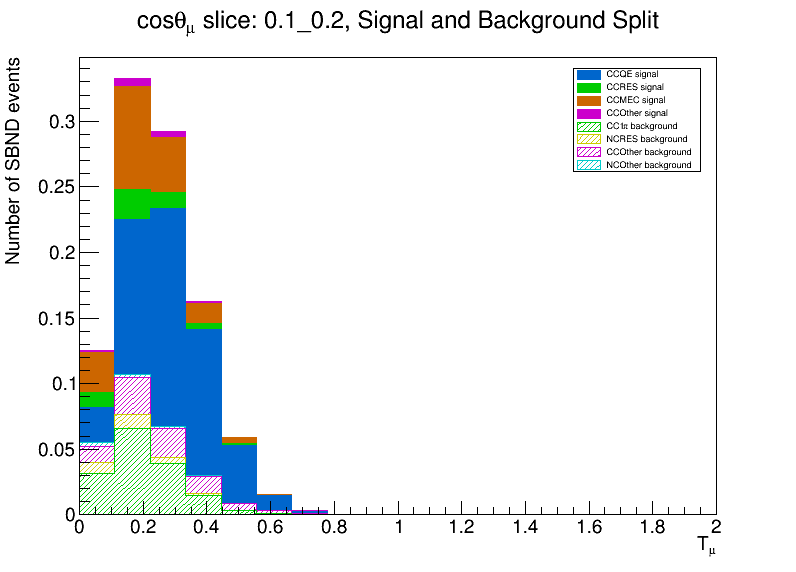 cosθμ slice: 0.1_0.2, Signal and Background Split
Number of SBND events
CCQE signal
CCRES signal
CCMEC signal
CCOther signal
CC1π background
NCRES background
CCOther background
NCOther background
0.3
0.25
0.2
0.15
0.1
0.05
0
0 0.2 0.4 0.6 0.8 1 1.2 1.4 1.6 1.8 2
Tμ